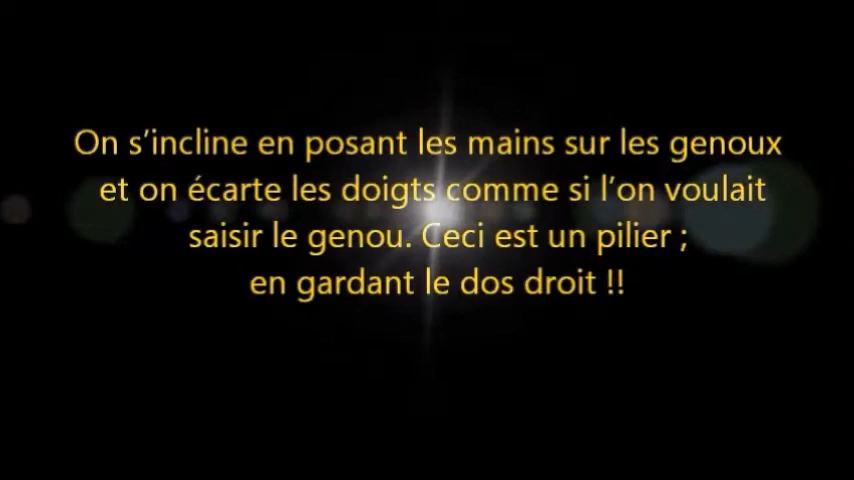 On s’incline en posant les mains sur les genoux
et on écarte les doigts comme si l’on voulait
saisir le genou. Ceci est un pilier ;
en gardant le dos droit !!